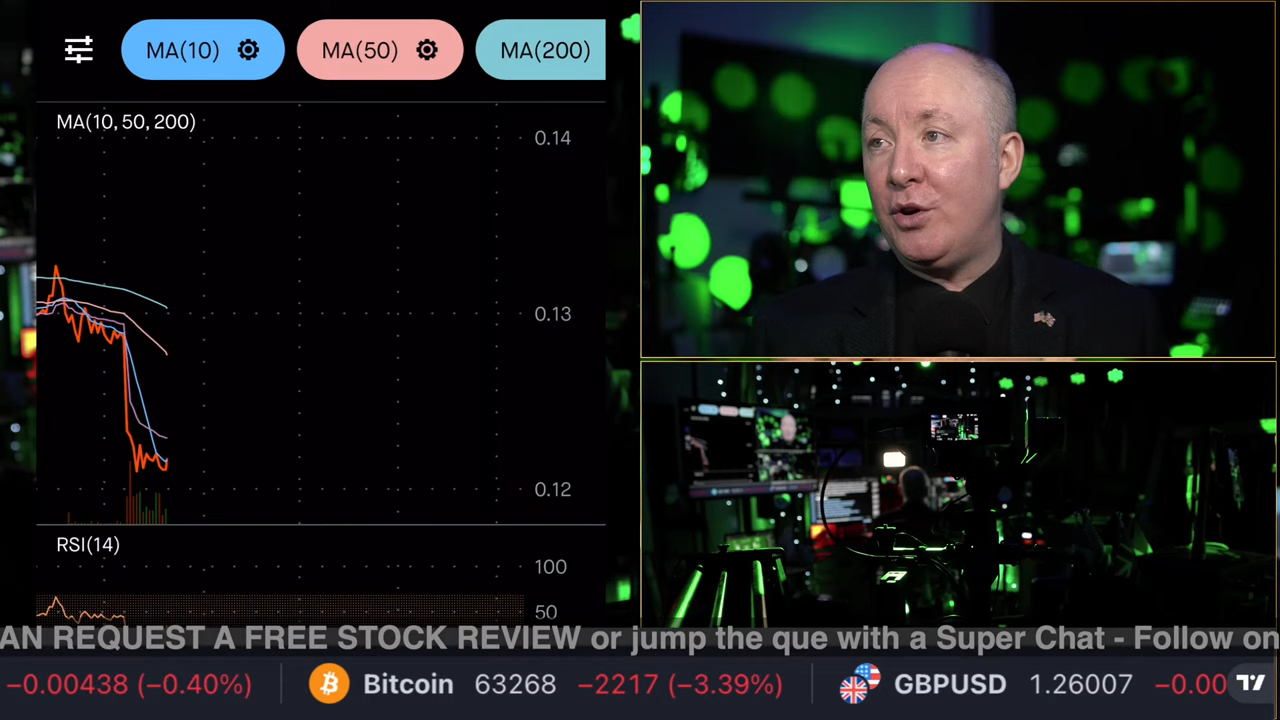 MA(10) MA(50) MA(200)
MA(10, 50, 200)
0.14
0.13
0.12
RSI(14)
100
50
AN REQUEST A FREE STOCK REVIEW or jump the que with a Super Chat - Follow on
−0.00438 (−0.40%) Bitcoin 63268 −2217 (−3.39%) GBPUSD 1.26007 −0.00